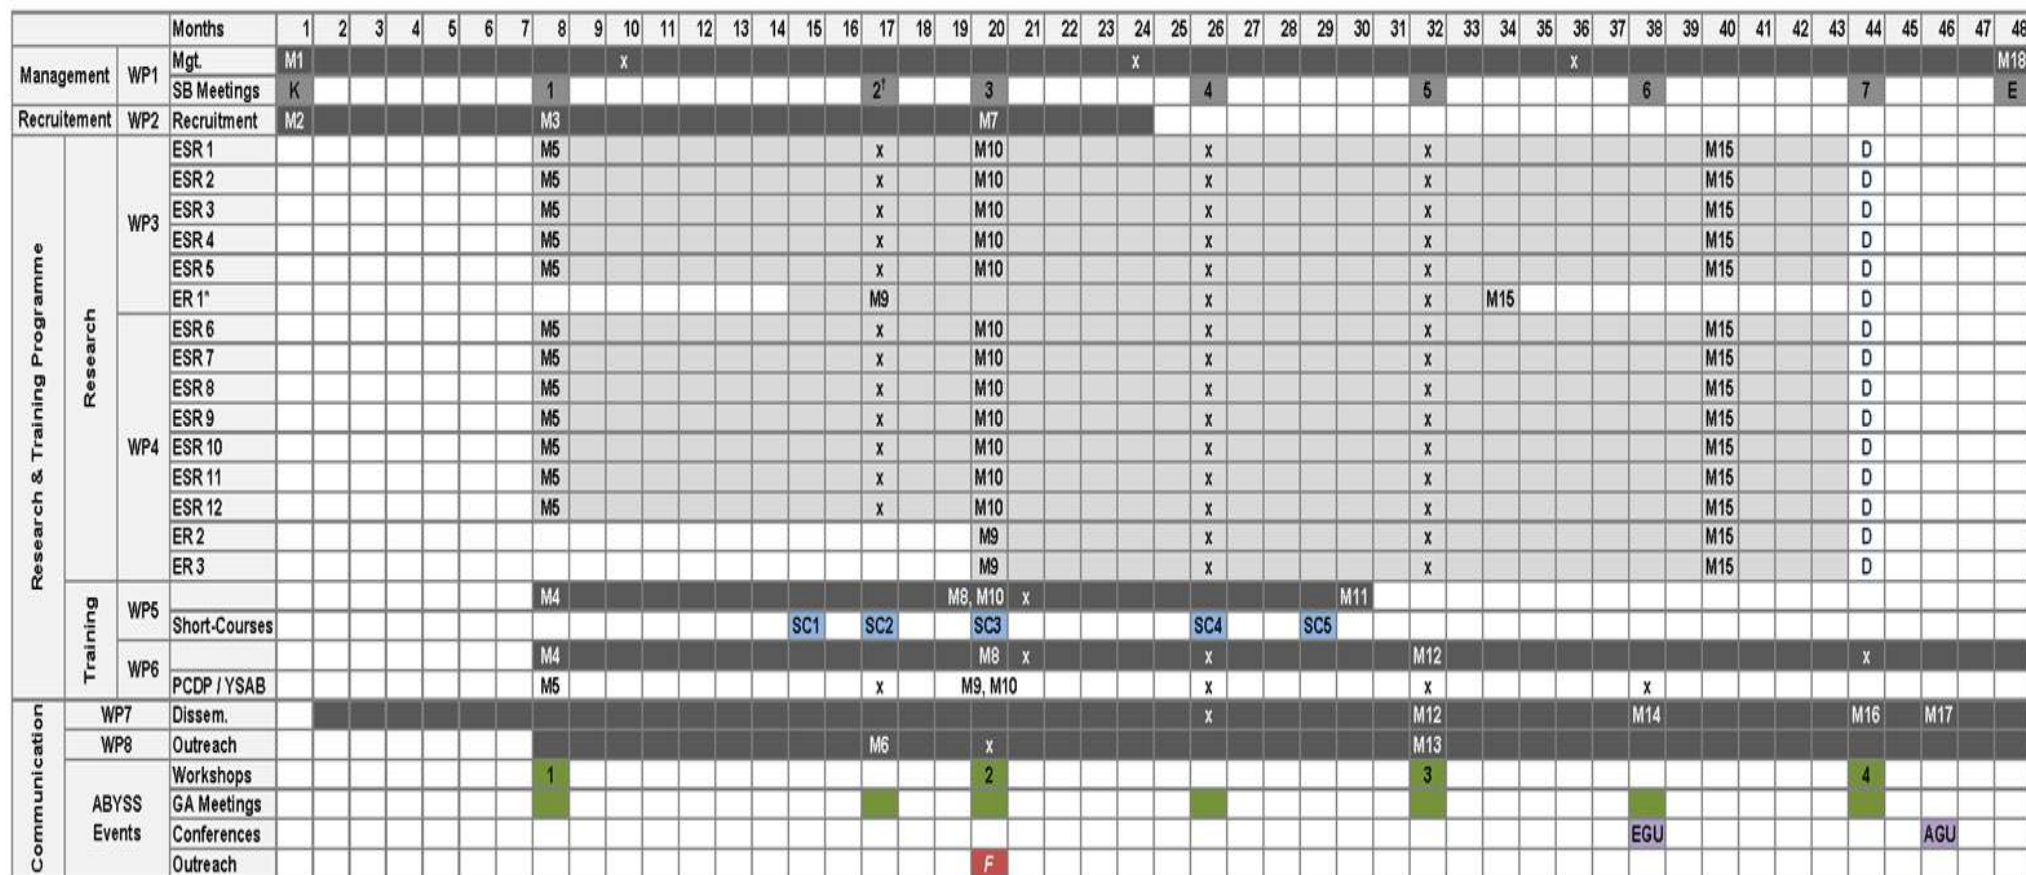 Months 1 2 3 4 5 6 7 8 9 10 11 12 13 14 15 16 17 18 19 20 21 22 23 24 25 26 27 28 29 30 31 32 33 34 35 36 37 38 39 40 41 42 43 44 45 46 47 48
Management WP1 Mgt. M1 x x x M18
SB Meetings K 1 2† 3 4 5 6 7 E
Recruitement WP2 Recruitment M2 M3 M7
Research & Training Programme
Research
WP3
ESR 1 M5 x M10 x x M15 D
ESR 2 M5 x M10 x x M15 D
ESR 3 M5 x M10 x x M15 D
ESR 4 M5 x M10 x x M15 D
ESR 5 M5 x M10 x x M15 D
ER 1* M9 x x M15 D
WP4
ESR 6 M5 x M10 x x M15 D
ESR 7 M5 x M10 x x M15 D
ESR 8 M5 x M10 x x M15 D
ESR 9 M5 x M10 x x M15 D
ESR 10 M5 x M10 x x M15 D
ESR 11 M5 x M10 x x M15 D
ESR 12 M5 x M10 x x M15 D
ER 2 M9 x x M15 D
ER 3 M9 x x M15 D
Training
WP5
M4 M8, M10 x M11
Short-Courses SC1 SC2 SC3 SC4 SC5
WP6
M4 M8 x x M12 x
PCDP / YSAB M5 x M9, M10 x x x
Communication
WP7 Dissem. x M12 M14 M16 M17
WP8 Outreach M6 x M13
ABYSS
Events
Workshops 1 2 3 4
GA Meetings
Conferences EGU AGU
Outreach F